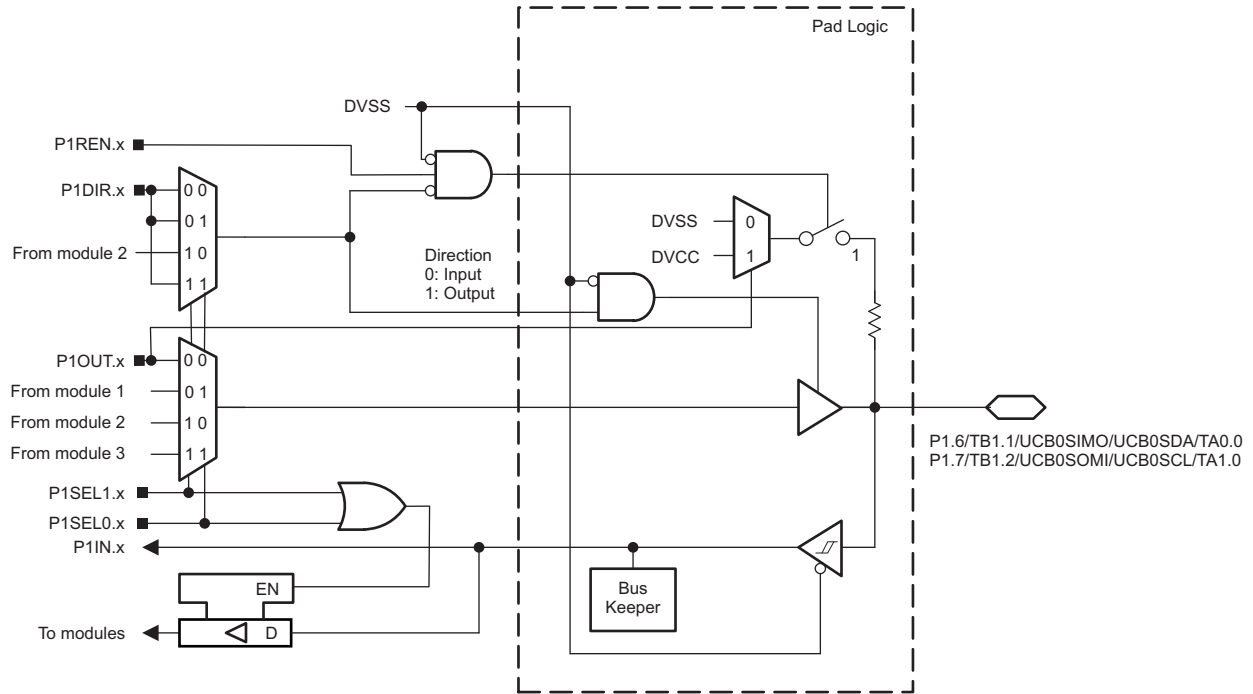 Pad Logic
DVSS
P1REN.x
P1DIR.x
0 0
0 1
From module 2
1 0
1 1
Direction
0: Input
1: Output
DVSS
0
DVCC
1
1
P1OUT.x
0 0
From module 1
0 1
From module 2
1 0
From module 3
1 1
P1.6/TB1.1/UCB0SIMO/UCB0SDA/TA0.0
P1.7/TB1.2/UCB0SOMI/UCB0SCL/TA1.0
P1SEL1.x
P1SEL0.x
P1IN.x
EN
Bus
Keeper
To modules
D